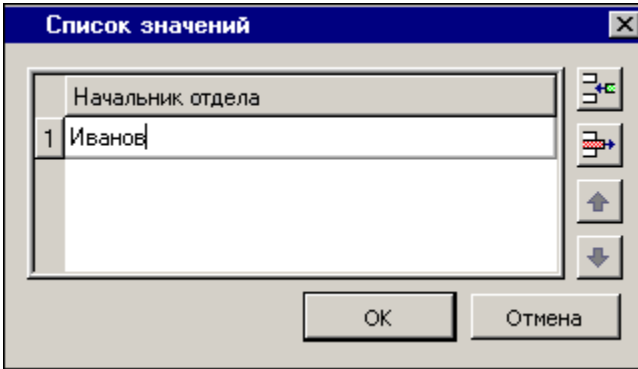 Список значений
Начальник отдела
1 Иванов
OK
Отмена